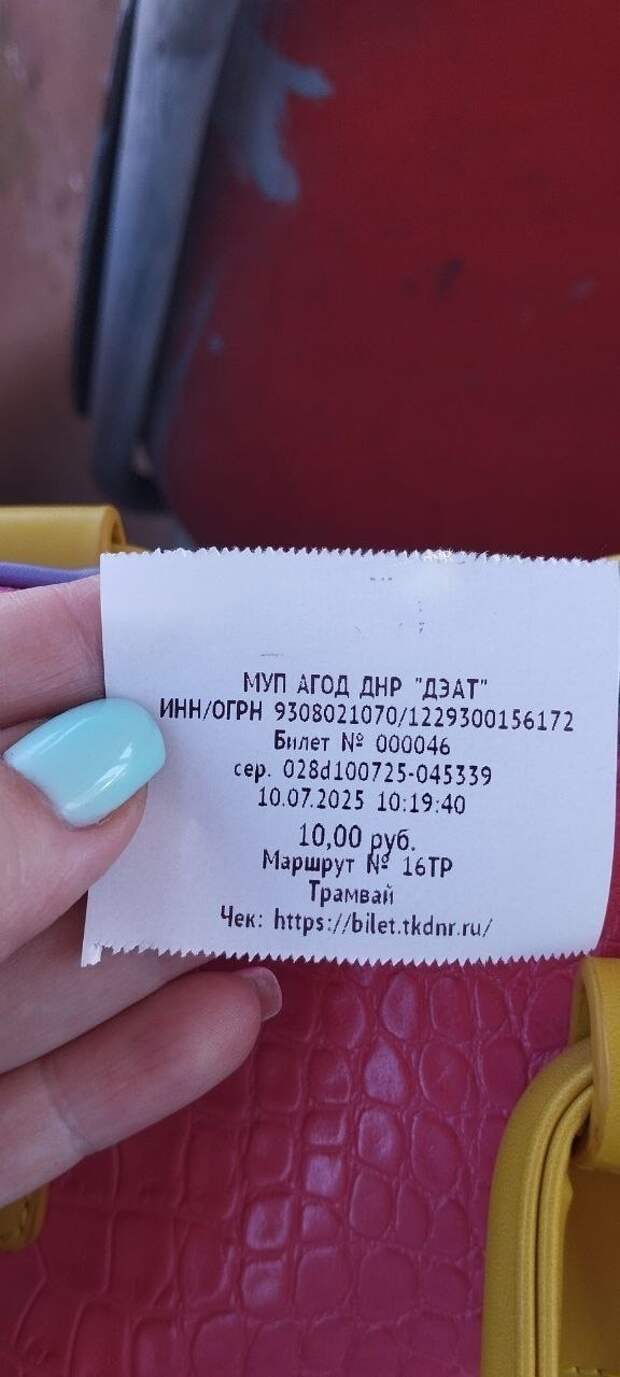 МУП АГОД ДНР "ДЭАТ"
ИНН/ОГРН 9308021070/1229300156172
Билет № 000046
сер. 028d100725-045339
10.07.2025 10:19:40
10,00 руб.
Маршрут № 16ТР
Трамвай
Чек: https://bilet.tkdnr.ru/